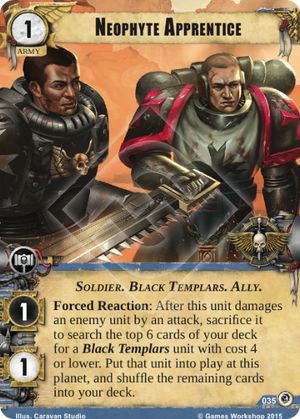 1
NEOPHYTE APPRENTICE
ARMY
SOLDIER. BLACK TEMPLARS. ALLY.
1
1
Forced Reaction: After this unit damages
an enemy unit by an attack, sacrifice it
to search the top 6 cards of your deck
for a Black Templars unit with cost 4
or lower. Put that unit into play at this
planet, and shuffle the remaining cards
into your deck.
035
Illus. Caravan Studio
© Games Workshop 2015